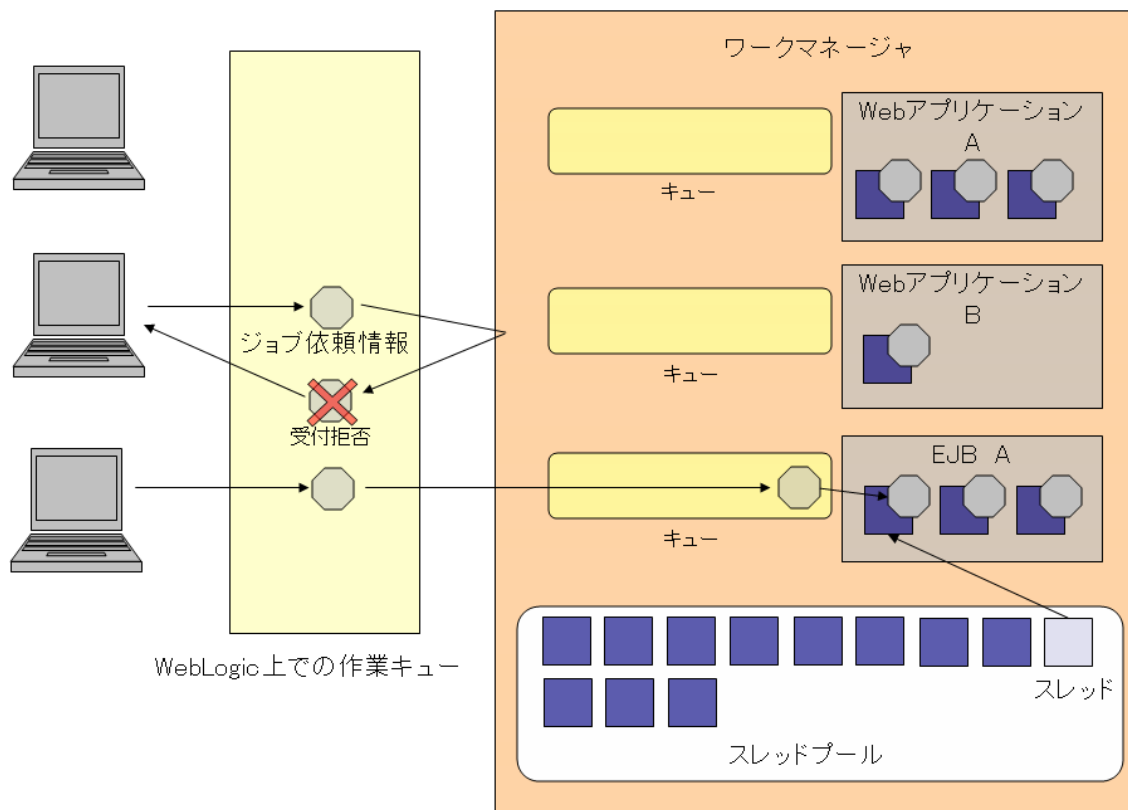 ワークマネージャ
Webアプリケーション
A
キュー
Webアプリケーション
B
ジョブ依頼情報
キュー
受付拒否
EJB A
キュー
WebLogic上での作業キュー
スレッド
スレッドプール